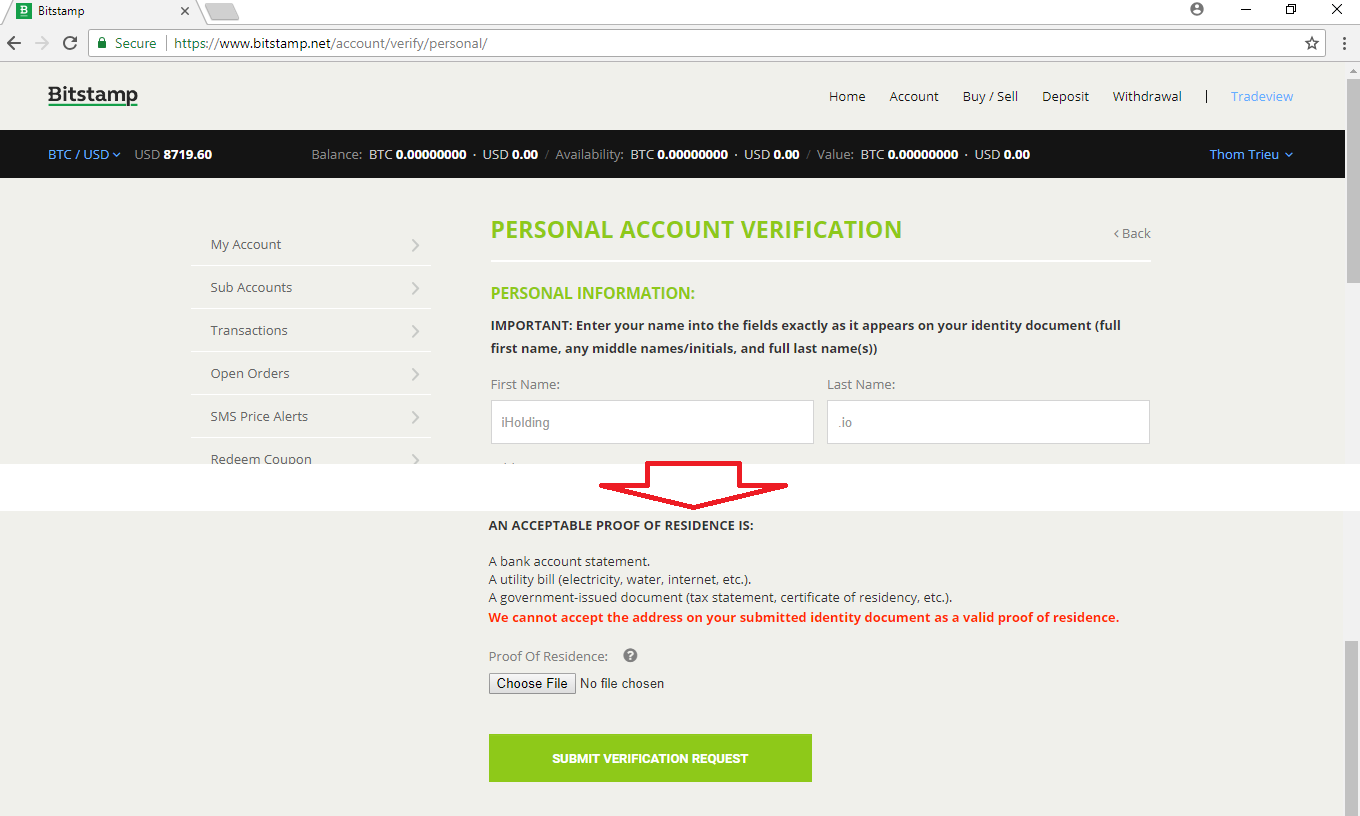 Bitstamp
Secure https://www.bitstamp.net/account/verify/personal/
Bitstamp
Home Account Buy / Sell Deposit Withdrawal | Tradeview
BTC / USD USD 8719.60 Balance: BTC 0.00000000 · USD 0.00 / Availability: BTC 0.00000000 · USD 0.00 / Value: BTC 0.00000000 · USD 0.00 Thom Trieu
PERSONAL ACCOUNT VERIFICATION
‹ Back
My Account
Sub Accounts
Transactions
Open Orders
SMS Price Alerts
Redeem Coupon
PERSONAL INFORMATION:
IMPORTANT: Enter your name into the fields exactly as it appears on your identity document (full
first name, any middle names/initials, and full last name(s))
First Name: Last Name:
iHolding .io
AN ACCEPTABLE PROOF OF RESIDENCE IS:
A bank account statement.
A utility bill (electricity, water, internet, etc.).
A government-issued document (tax statement, certificate of residency, etc.).
We cannot accept the address on your submitted identity document as a valid proof of residence.
Proof Of Residence: ?
Choose File No file chosen
SUBMIT VERIFICATION REQUEST